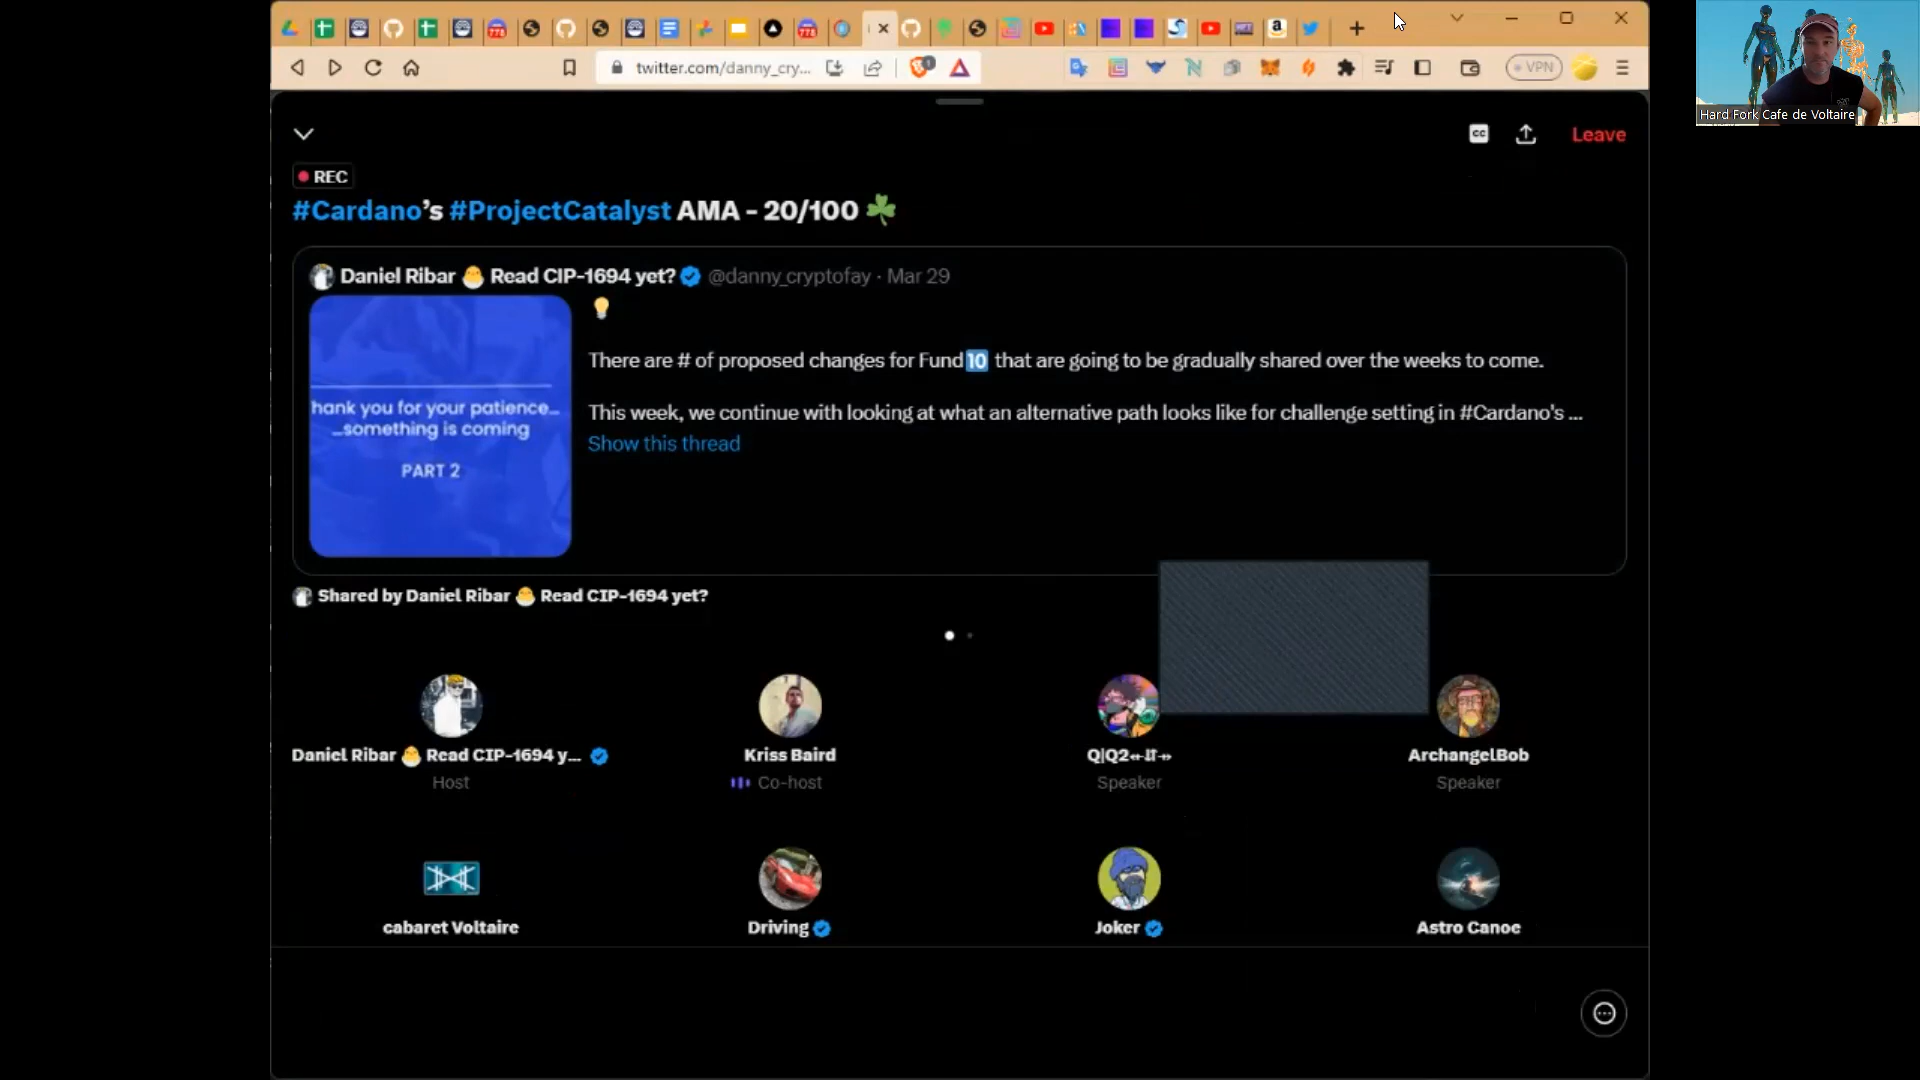 twitter.com/danny_cry...
1
VPN
Hard Fork Cafe de Voltaire
CC
Leave
REC
#Cardano's #ProjectCatalyst AMA - 20/100 ☘️
Daniel Ribar 🐣 Read CIP-1694 yet? @danny_cryptofay · Mar 29
💡
There are # of proposed changes for Fund🔟 that are going to be gradually shared over the weeks to come.
This week, we continue with looking at what an alternative path looks like for challenge setting in #Cardano's ...
Show this thread
hank you for your patience...
...something is coming
PART 2
Shared by Daniel Ribar 🐣 Read CIP-1694 yet?
Daniel Ribar 🐣 Read CIP-1694 y...
Host
Kriss Baird
Co-host
Speaker
ArchangelBob
Speaker
cabaret Voltaire
Driving
Joker
Astro Canoe